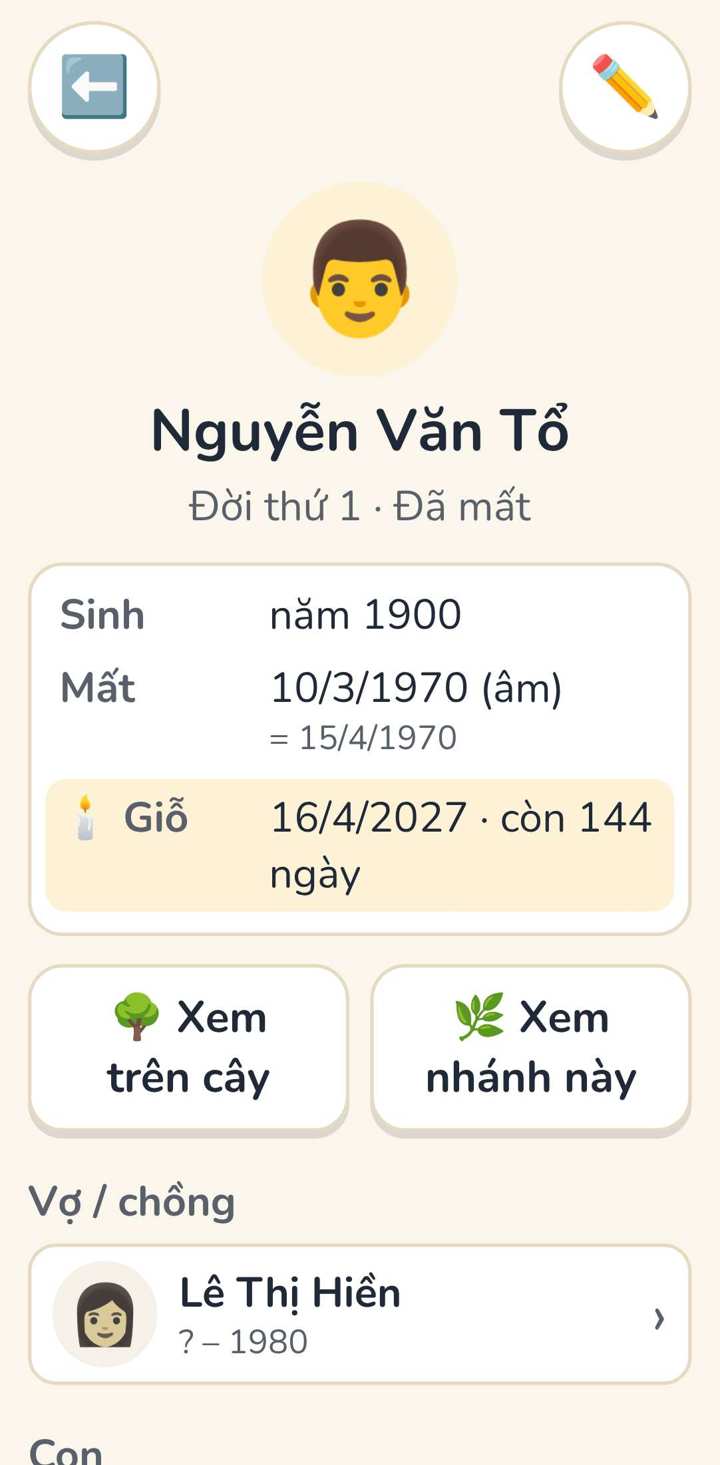 Nguyễn Văn Tổ
Đời thứ 1 · Đã mất
Sinh năm 1900
Mất 10/3/1970 (âm)
= 15/4/1970
Giỗ 16/4/2027 · còn 144
ngày
Xem
trên cây
Xem
nhánh này
Vợ / chồng
Lê Thị Hiền
? – 1980
›
Con